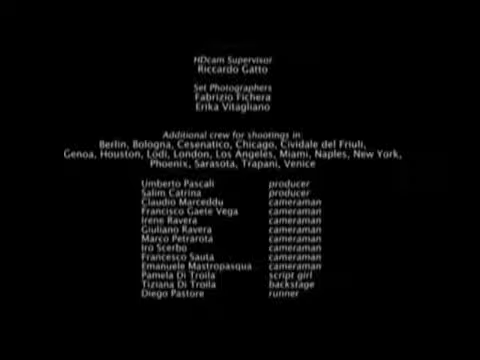 HDcam Supervisor
Riccardo Gatto
Set Photographers
Fabrizio Fichera
Erika Vitagliano
Additional crew for shootings in
Berlin, Bologna, Cesenatico, Chicago, Cividale del Friuli,
Genoa, Houston, Lodi, London, Los Angeles, Miami, Naples, New York,
Phoenix, Sarasota, Trapani, Venice
Umberto Pascali producer
Salim Catrina producer
Claudio Marceddu cameraman
Francisco Gaete Vega cameraman
Irene Ravera cameraman
Giuliano Ravera cameraman
Marco Petrarota cameraman
Iro Scerbo cameraman
Francesco Sauta cameraman
Emanuele Mastropasqua cameraman
Pamela Di Troila script girl
Tiziana Di Troila backstage
Diego Pastore runner